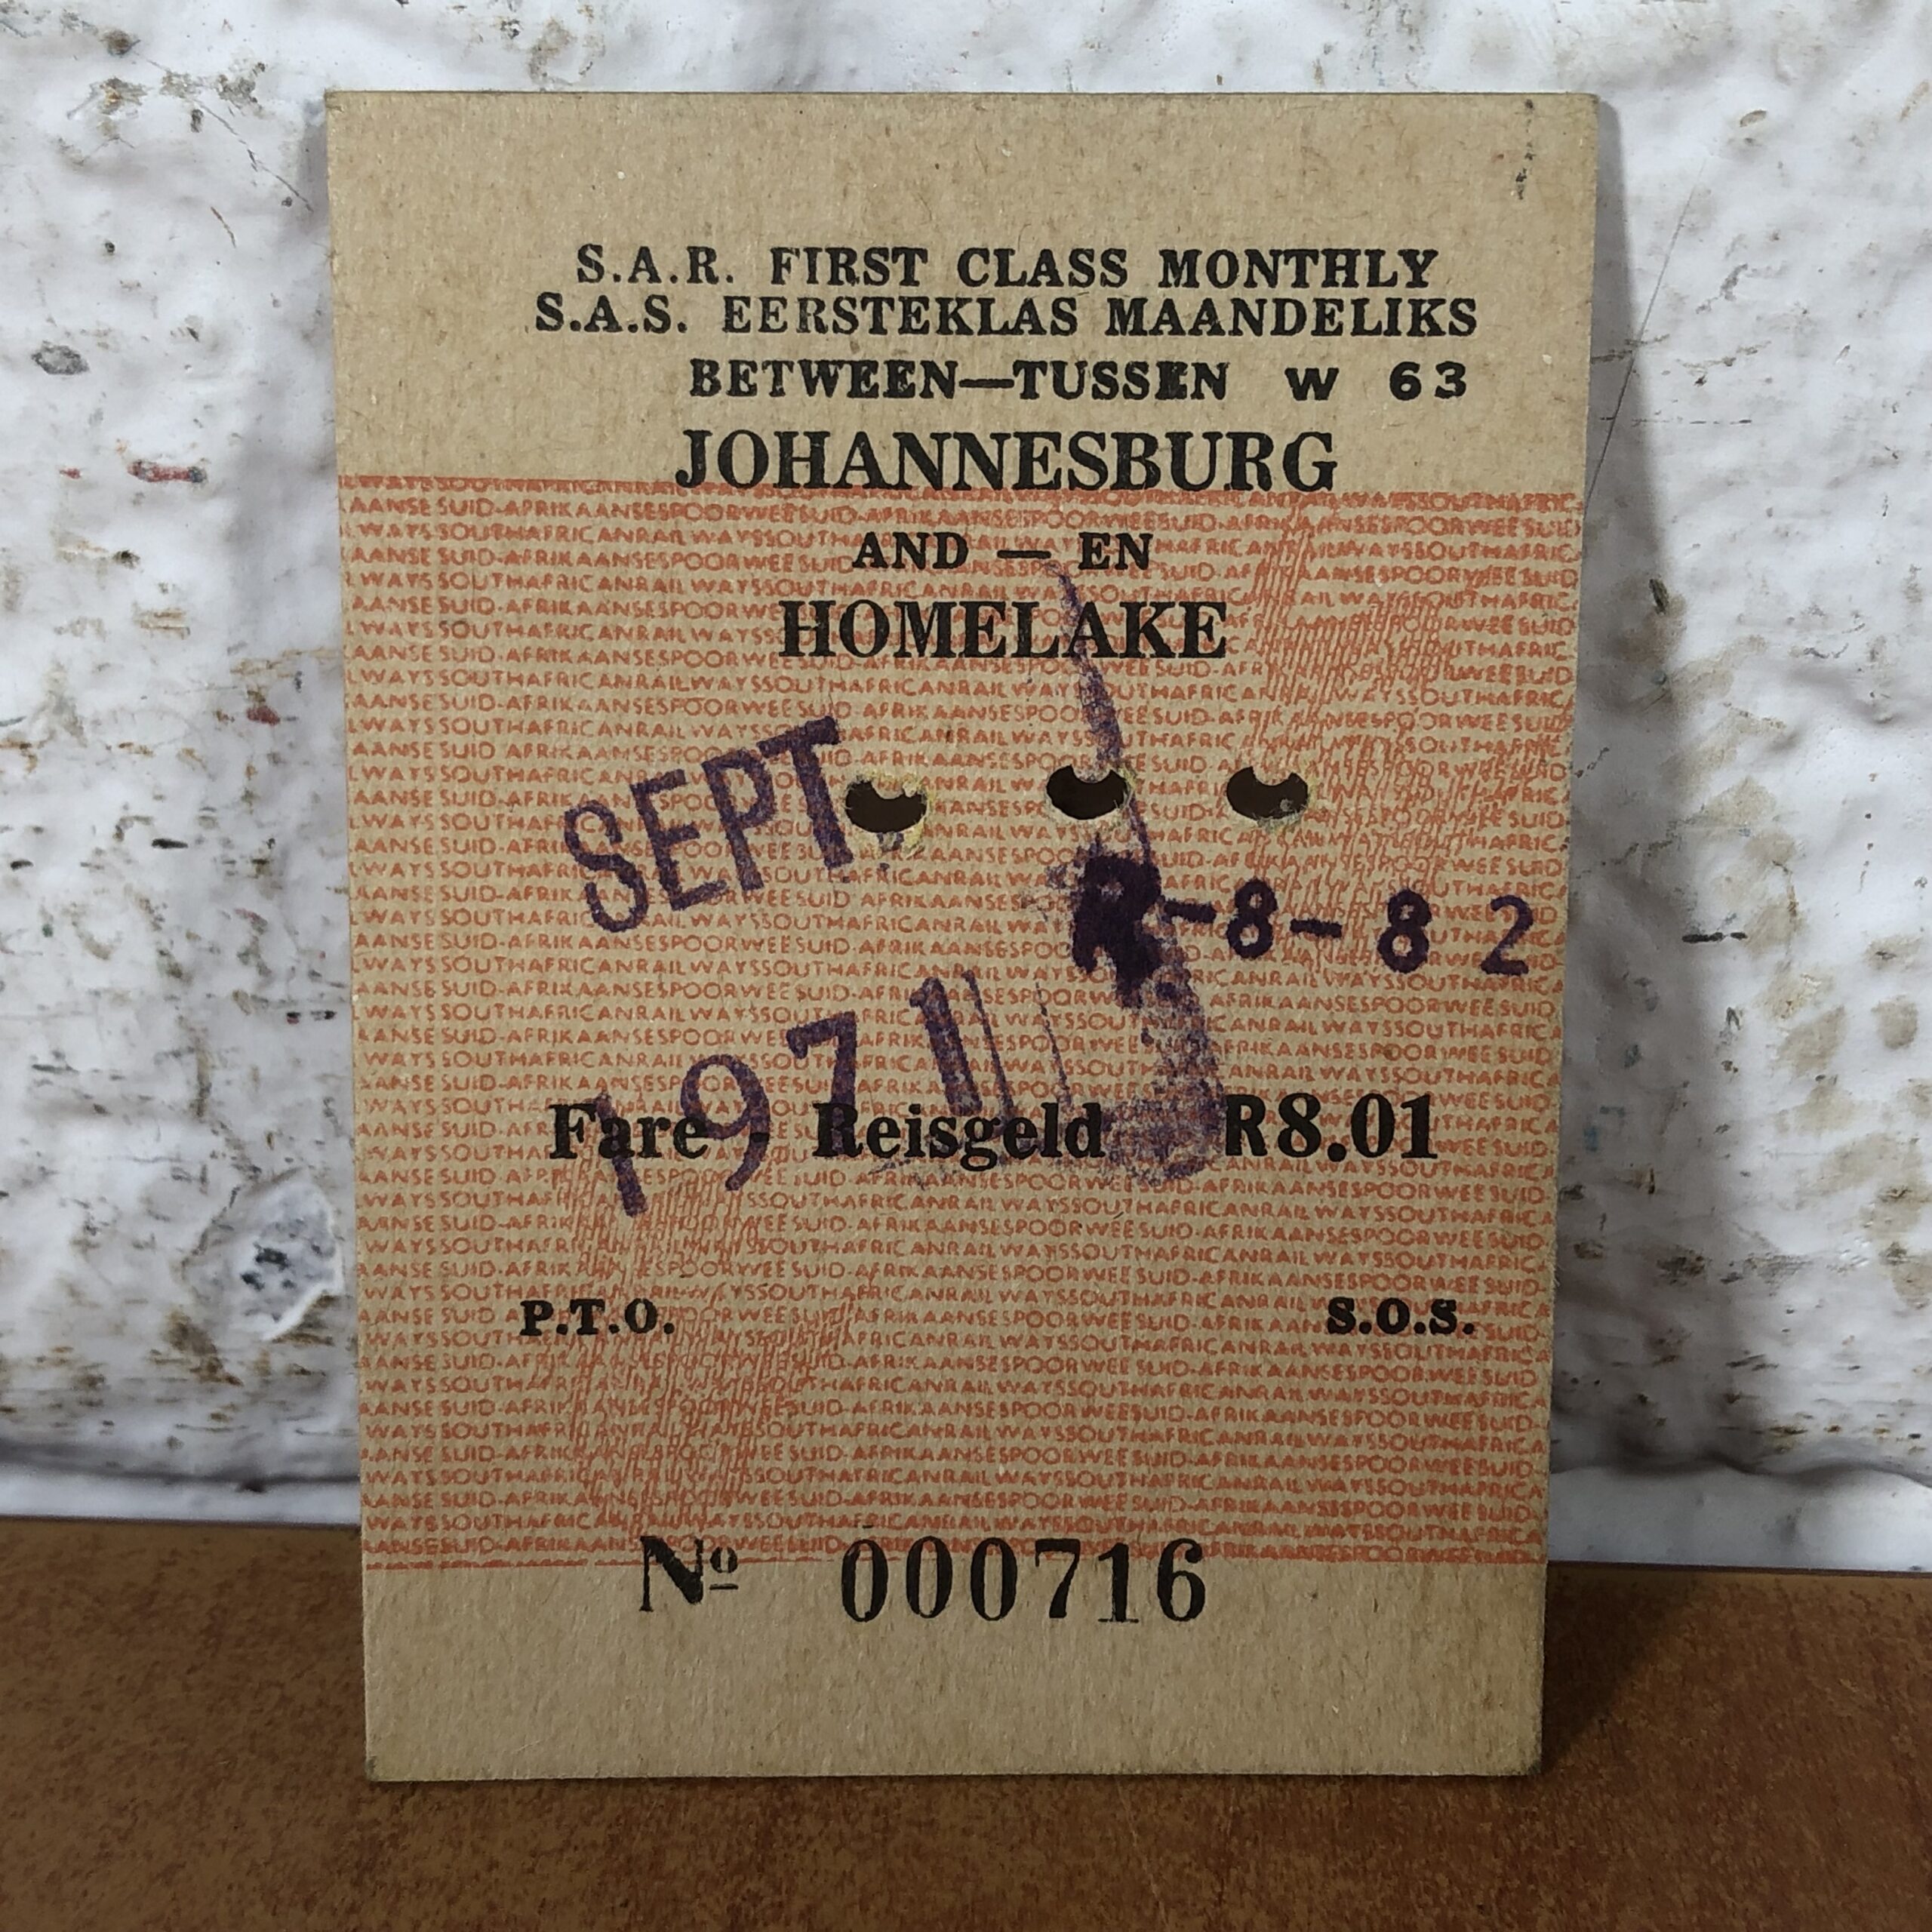 S.A.R. FIRST CLASS MONTHLY
S.A.S. EERSTEKLAS MAANDELIKS
BETWEEN—TUSSEN W 63
JOHANNESBURG
AND — EN
HOMELAKE
SEPT
R-8-82
1971
Fare - Reisgeld R8.01
P.T.O. S.O.S.
Nº 000716